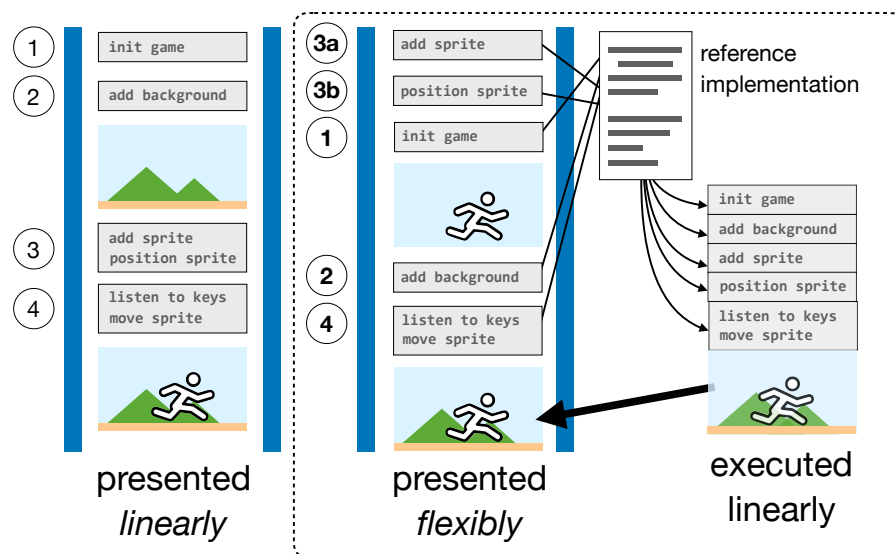 1
init game
2
add background
3
add sprite
position sprite
4
listen to keys
move sprite
presented
linearly
3a
add sprite
3b
position sprite
1
init game
2
add background
4
listen to keys
move sprite
presented
flexibly
reference
implementation
init game
add background
add sprite
position sprite
listen to keys
move sprite
executed
linearly